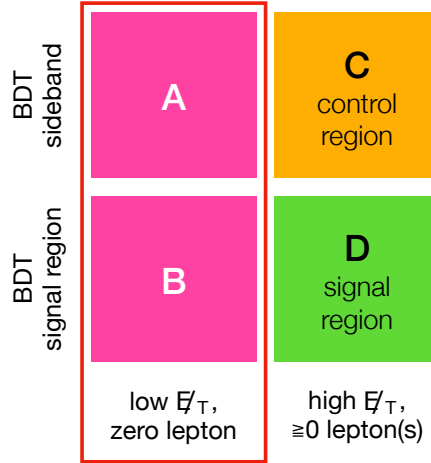 BDT
sideband
A
C
control
region
BDT
signal region
B
D
signal
region
low E̸T,
zero lepton
high E̸T,
≧0 lepton(s)